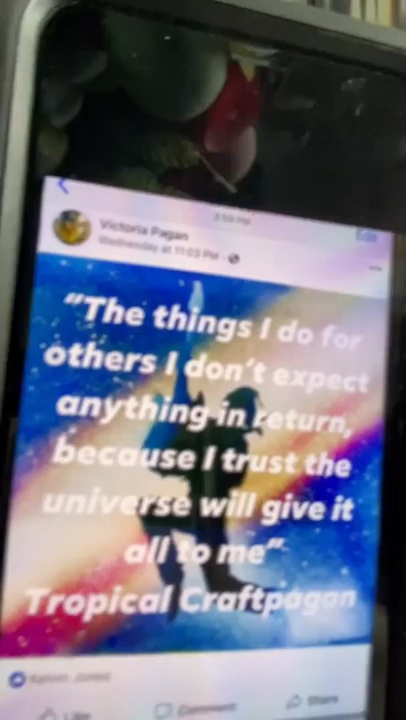 Victoria Pagan
Wednesday at 11:03 PM
Edit
“The things I do for
others I don’t expect
anything in return,
because I trust the
universe will give it
all to me”
Tropical Craftpagan
Like
Comment
Share